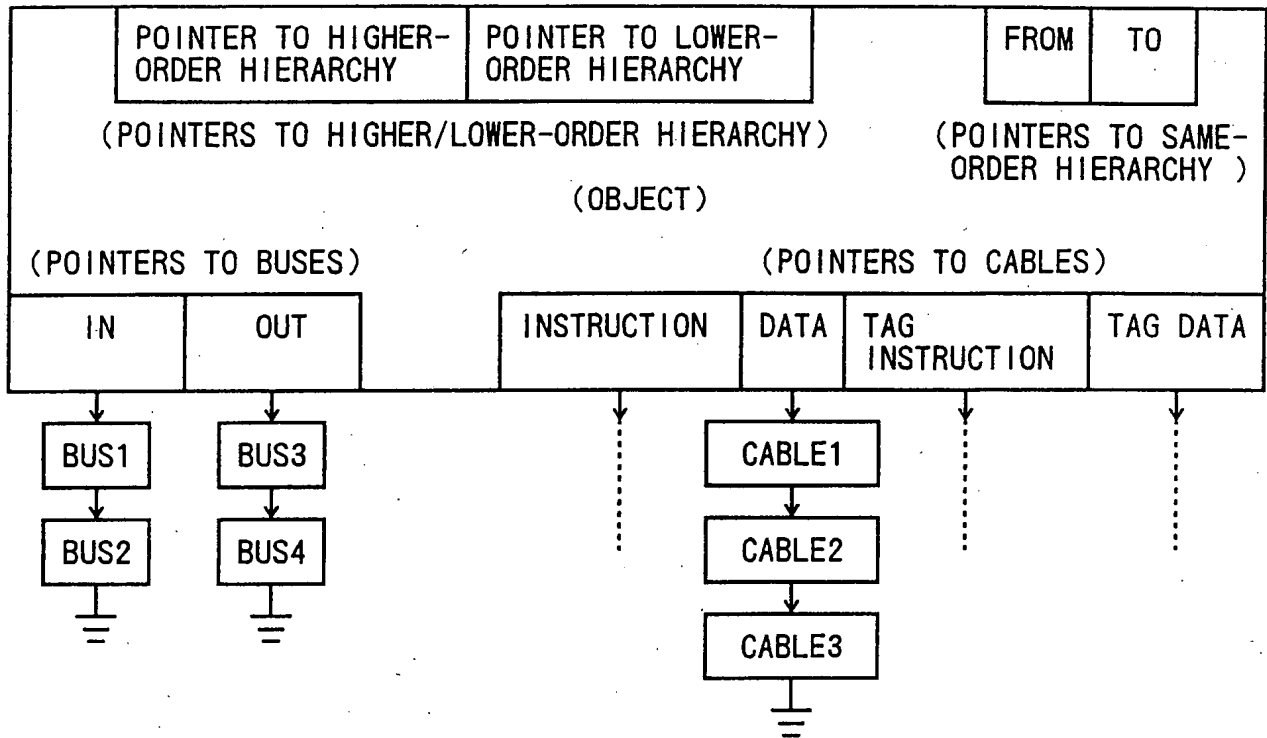 POINTER TO HIGHER-
ORDER HIERARCHY
POINTER TO LOWER-
ORDER HIERARCHY
FROM
TO
(POINTERS TO HIGHER/LOWER-ORDER HIERARCHY)
(POINTERS TO SAME-
ORDER HIERARCHY )
(OBJECT)
(POINTERS TO BUSES)
(POINTERS TO CABLES)
IN
OUT
INSTRUCTION
DATA
TAG
INSTRUCTION
TAG DATA
BUS1
BUS3
CABLE1
BUS2
BUS4
CABLE2
CABLE3